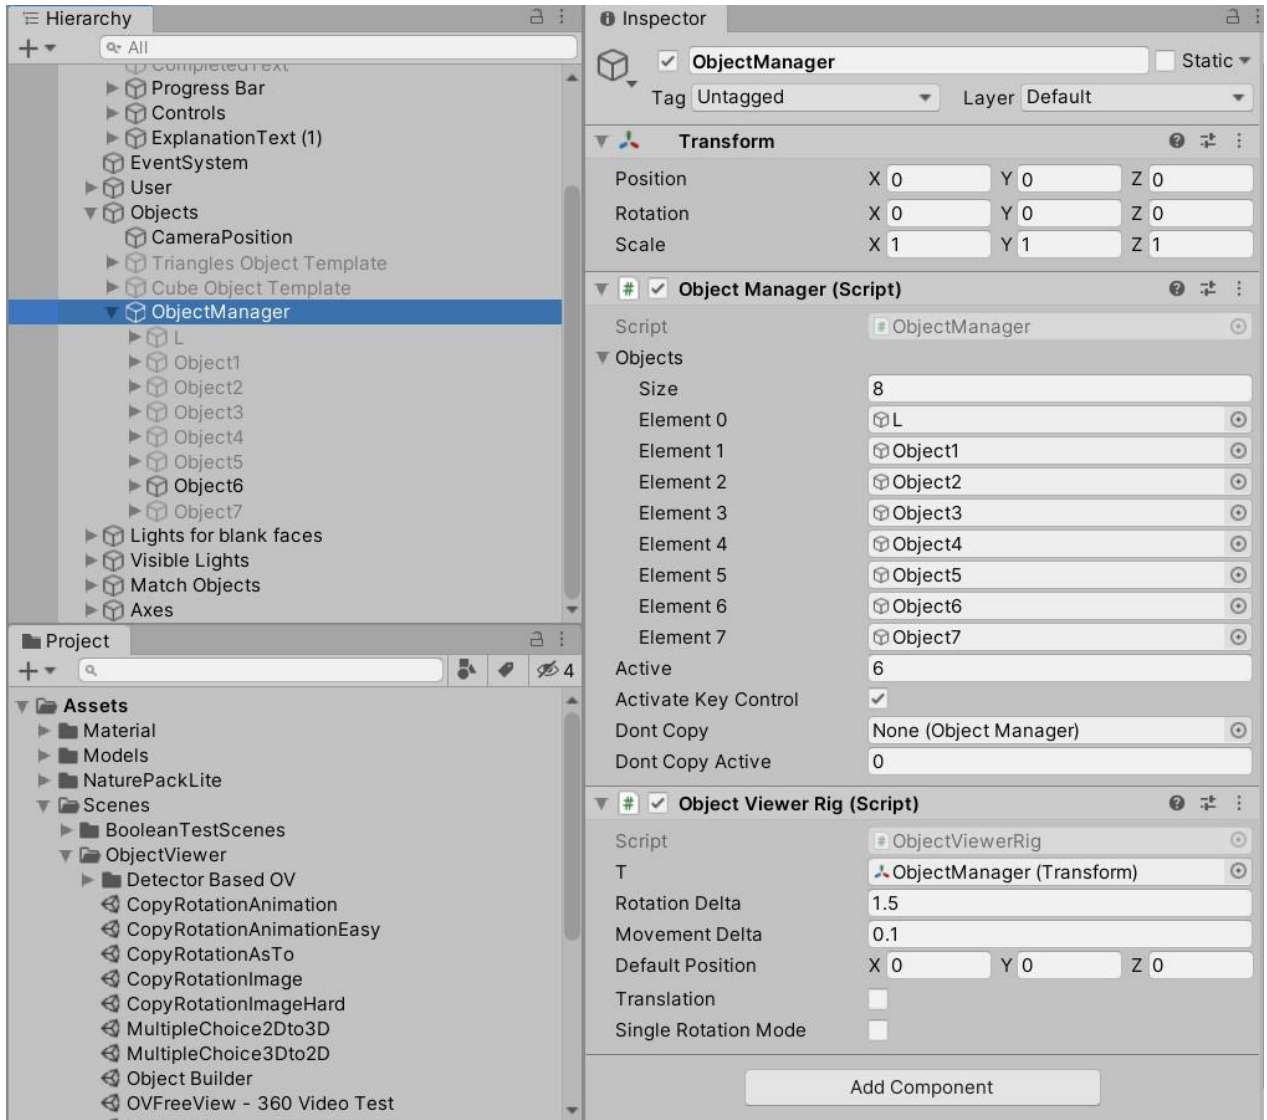 Hierarchy
All
CompletedText
Progress Bar
Controls
ExplanationText (1)
EventSystem
User
Objects
CameraPosition
Triangles Object Template
Cube Object Template
ObjectManager
L
Object1
Object2
Object3
Object4
Object5
Object6
Object7
Lights for blank faces
Visible Lights
Match Objects
Axes
Project
4
Assets
Material
Models
NaturePackLite
Scenes
BooleanTestScenes
ObjectViewer
Detector Based OV
CopyRotationAnimation
CopyRotationAnimationEasy
CopyRotationAsTo
CopyRotationImage
CopyRotationImageHard
MultipleChoice2Dto3D
MultipleChoice3Dto2D
Object Builder
OVFreeView - 360 Video Test
Inspector
ObjectManager Static
Tag Untagged Layer Default
Transform
Position X 0 Y 0 Z 0
Rotation X 0 Y 0 Z 0
Scale X 1 Y 1 Z 1
# Object Manager (Script)
Script # ObjectManager
Objects
Size 8
Element 0 L
Element 1 Object1
Element 2 Object2
Element 3 Object3
Element 4 Object4
Element 5 Object5
Element 6 Object6
Element 7 Object7
Active 6
Activate Key Control
Dont Copy None (Object Manager)
Dont Copy Active 0
# Object Viewer Rig (Script)
Script # ObjectViewerRig
T ObjectManager (Transform)
Rotation Delta 1.5
Movement Delta 0.1
Default Position X 0 Y 0 Z 0
Translation
Single Rotation Mode
Add Component